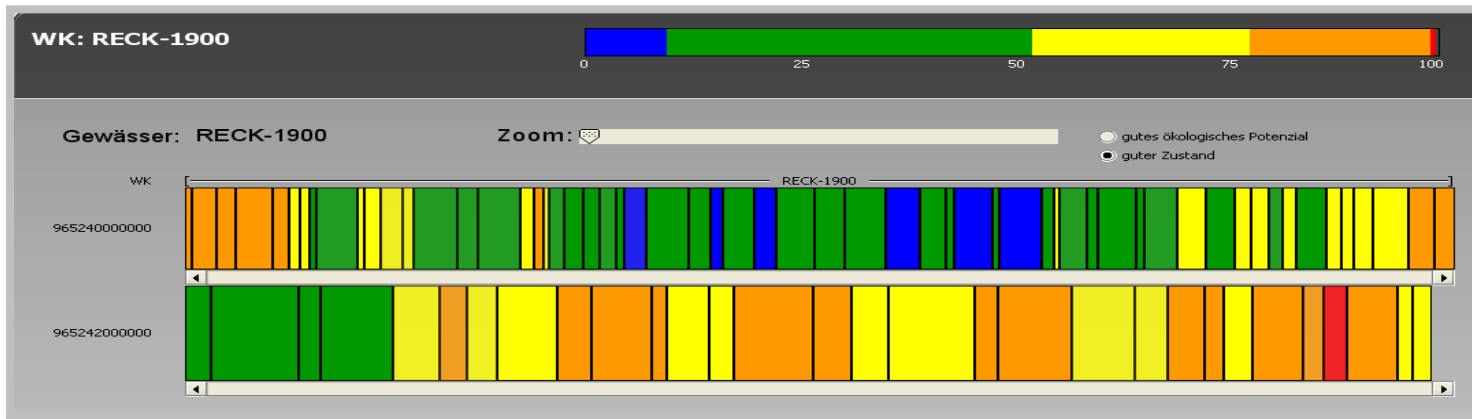 WK: RECK-1900
0 25 50 75 100
Gewässer: RECK-1900 Zoom:
gutes ökologisches Potenzial
guter Zustand
WK [ RECK-1900 ]
965240000000
965242000000